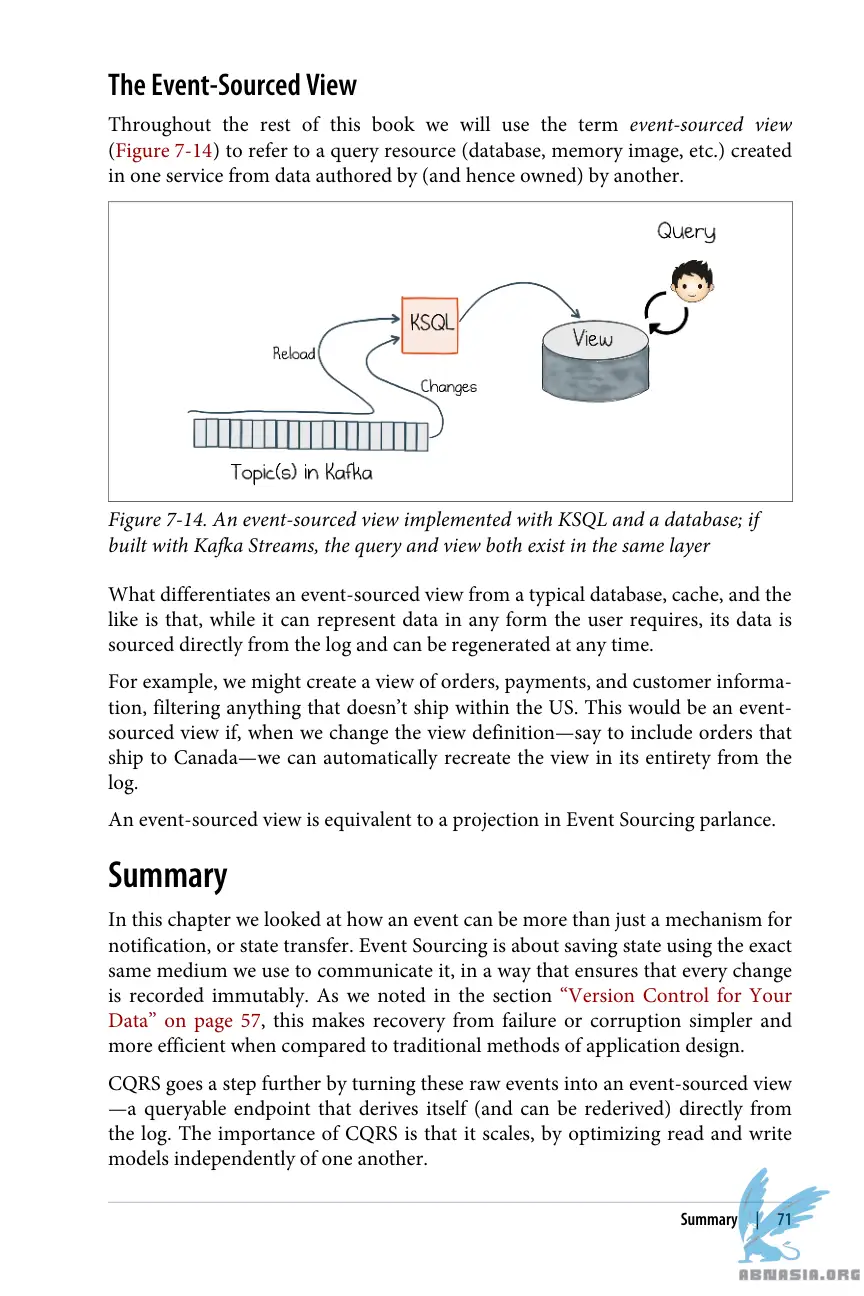 The Event-Sourced View
Throughout the rest of this book we will use the term event-sourced view
(Figure 7-14) to refer to a query resource (database, memory image, etc.) created
in one service from data authored by (and hence owned) by another.
Query
KSQL
View
Reload
Changes
Topic(s) in Kafka
Figure 7-14. An event-sourced view implemented with KSQL and a database; if
built with Kafka Streams, the query and view both exist in the same layer
What differentiates an event-sourced view from a typical database, cache, and the
like is that, while it can represent data in any form the user requires, its data is
sourced directly from the log and can be regenerated at any time.
For example, we might create a view of orders, payments, and customer informa-
tion, filtering anything that doesn’t ship within the US. This would be an event-
sourced view if, when we change the view definition—say to include orders that
ship to Canada—we can automatically recreate the view in its entirety from the
log.
An event-sourced view is equivalent to a projection in Event Sourcing parlance.
Summary
In this chapter we looked at how an event can be more than just a mechanism for
notification, or state transfer. Event Sourcing is about saving state using the exact
same medium we use to communicate it, in a way that ensures that every change
is recorded immutably. As we noted in the section “Version Control for Your
Data” on page 57, this makes recovery from failure or corruption simpler and
more efficient when compared to traditional methods of application design.
CQRS goes a step further by turning these raw events into an event-sourced view
—a queryable endpoint that derives itself (and can be rederived) directly from
the log. The importance of CQRS is that it scales, by optimizing read and write
models independently of one another.
Summary | 71
ABNASIA.ORG